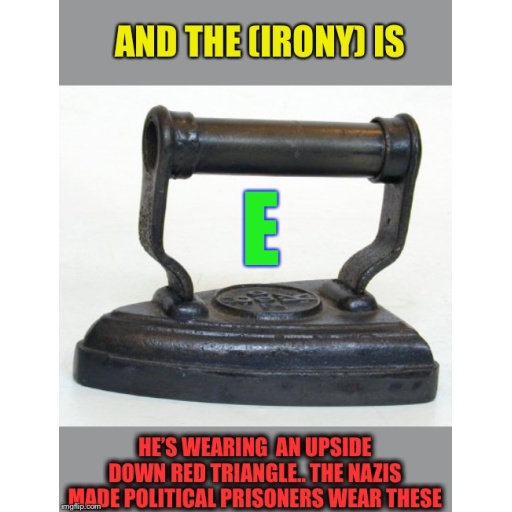 AND THE (IRONY) IS
E
HE'S WEARING AN UPSIDE
DOWN RED TRIANGLE.. THE NAZIS
MADE POLITICAL PRISONERS WEAR THESE
imgflip.com